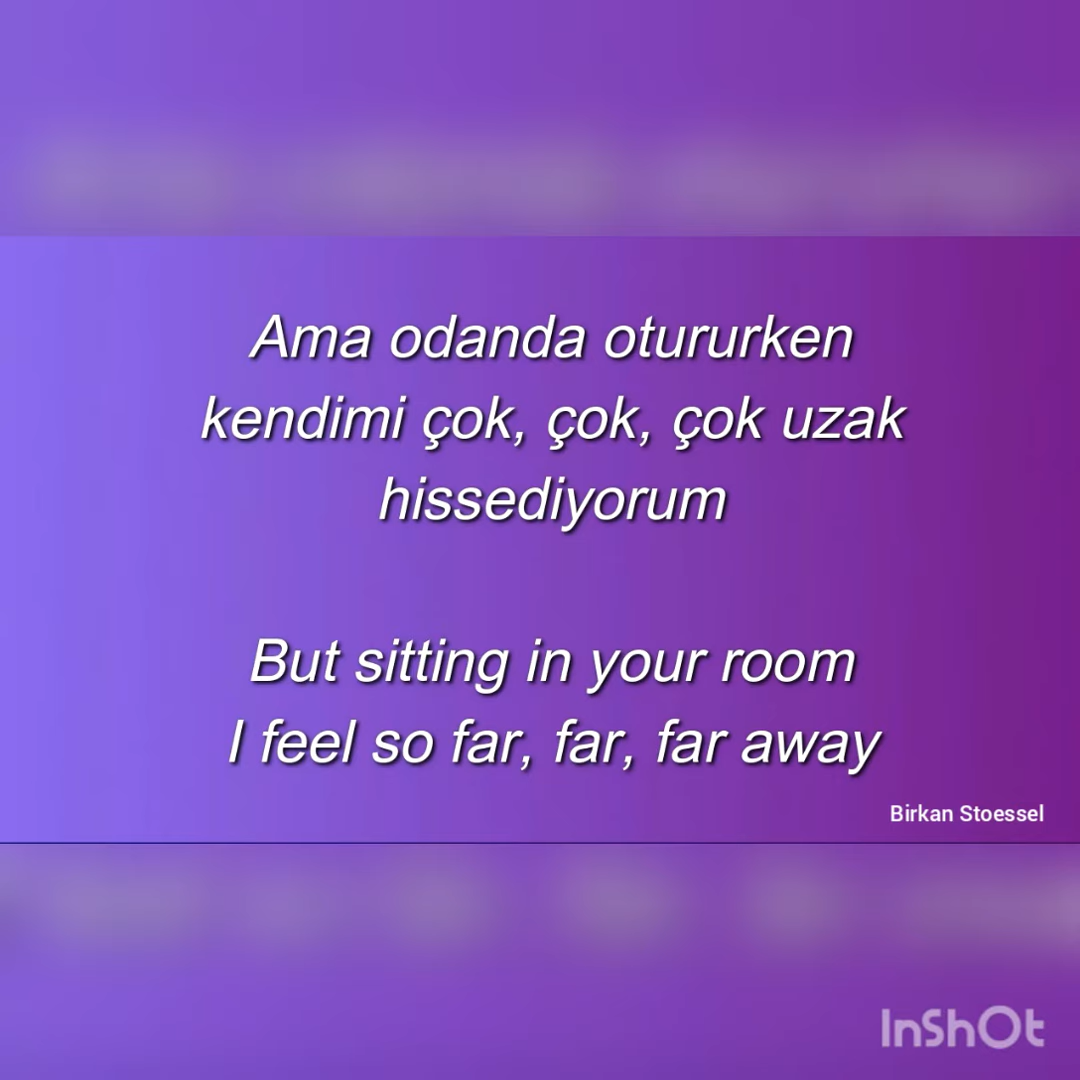 Ama odanda otururken
kendimi çok, çok, çok uzak
hissediyorum
But sitting in your room
I feel so far, far, far away
Birkan Stoessel
InShOt